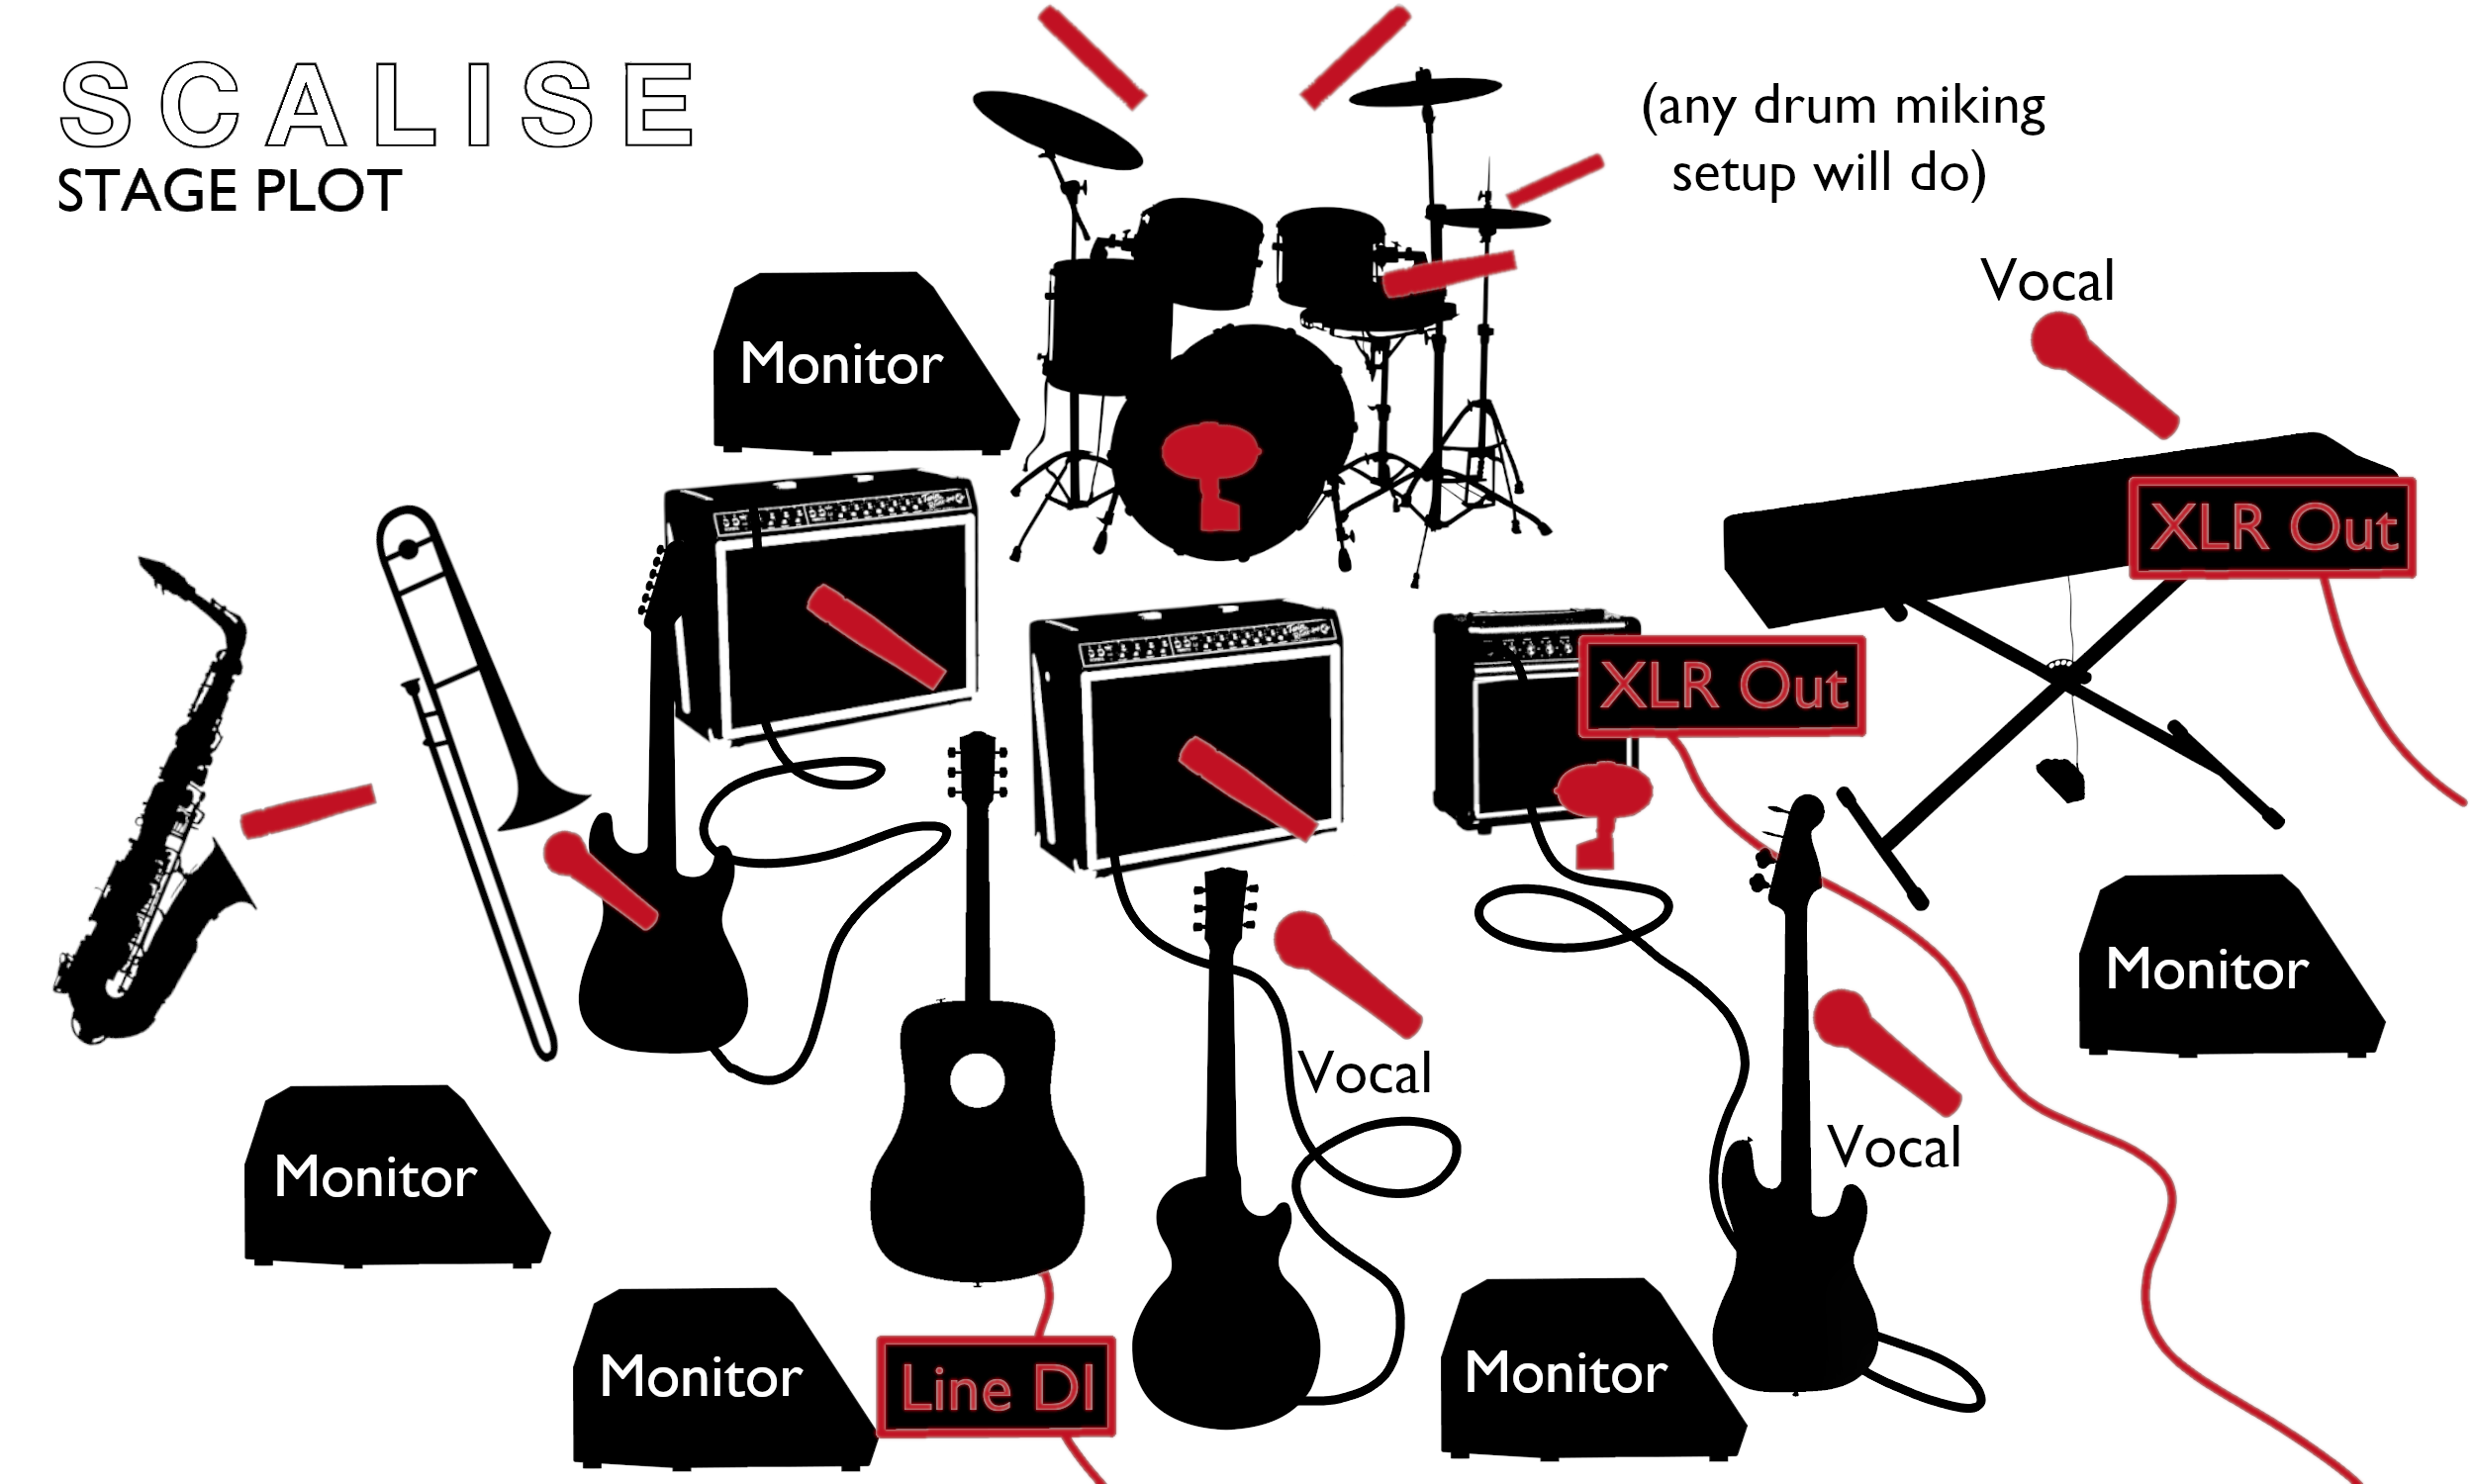 SCALISE
STAGE PLOT
(any drum miking
setup will do)
Vocal
Monitor
XLR Out
XLR Out
Monitor
Vocal
Vocal
Monitor
Monitor
Line DI
Monitor